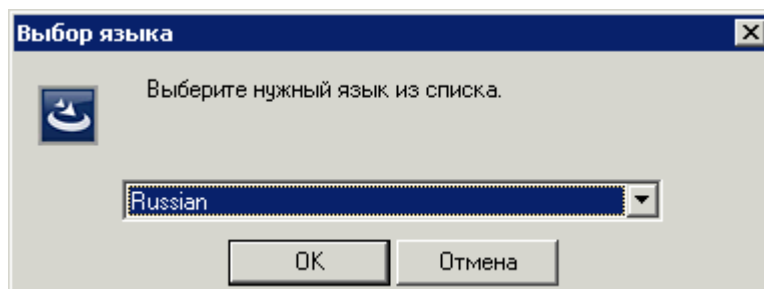 Выбор языка
Выберите нужный язык из списка.
Russian
OK
Отмена